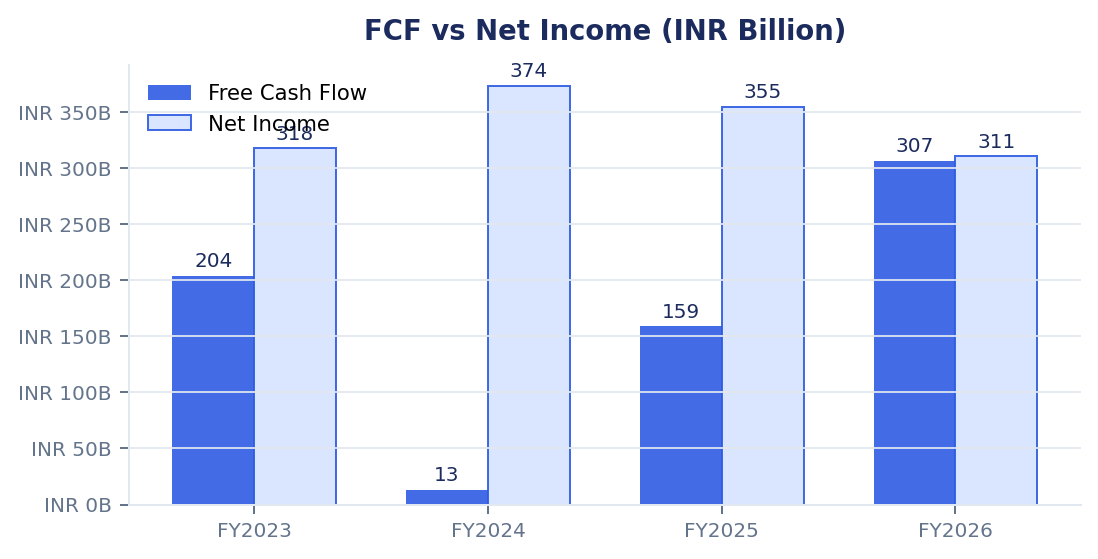 FCF vs Net Income (INR Billion)
Free Cash Flow
Net Income
INR 350B
INR 300B
INR 250B
INR 200B
INR 150B
INR 100B
INR 50B
INR 0B
204
318
13
374
159
355
307
311
FY2023
FY2024
FY2025
FY2026